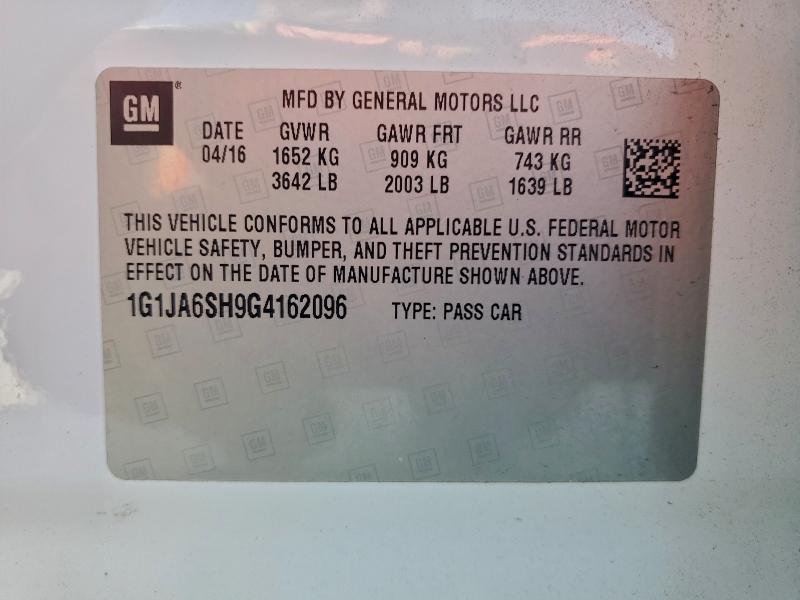 GM® MFD BY GENERAL MOTORS LLC
DATE GVWR GAWR FRT GAWR RR
04/16 1652 KG 909 KG 743 KG
3642 LB 2003 LB 1639 LB
THIS VEHICLE CONFORMS TO ALL APPLICABLE U.S. FEDERAL MOTOR
VEHICLE SAFETY, BUMPER, AND THEFT PREVENTION STANDARDS IN
EFFECT ON THE DATE OF MANUFACTURE SHOWN ABOVE.
1G1JA6SH9G4162096 TYPE: PASS CAR